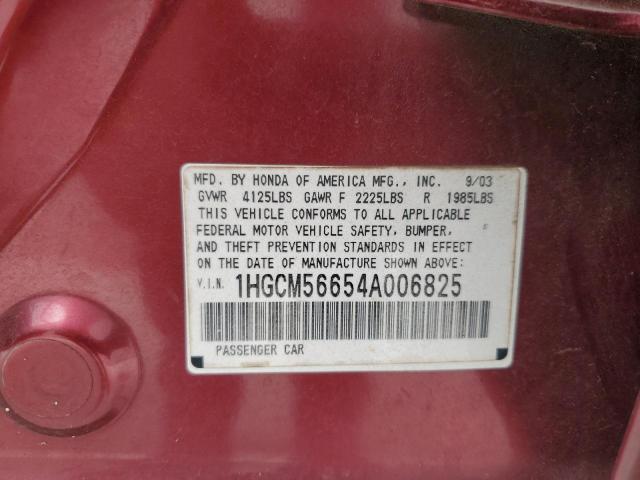 MFD. BY HONDA OF AMERICA MFG., INC. 9/03
GVWR 4125LBS GAWR F 2225LBS R 1985LBS
THIS VEHICLE CONFORMS TO ALL APPLICABLE
FEDERAL MOTOR VEHICLE SAFETY, BUMPER,
AND THEFT PREVENTION STANDARDS IN EFFECT
ON THE DATE OF MANUFACTURE SHOWN ABOVE:
V.I.N. 1HGCM56654A006825
PASSENGER CAR